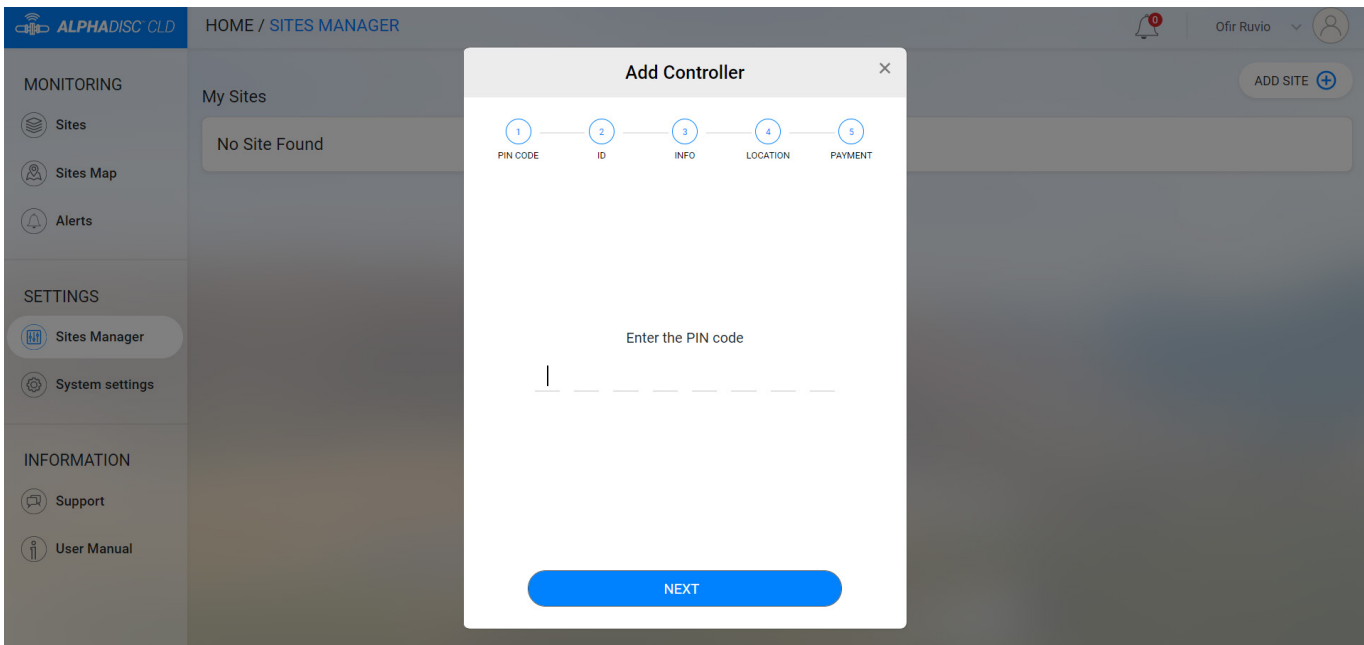 ALPHADISC CLD
HOME / SITES MANAGER
0
Ofir Ruvio
MONITORING
Sites
Sites Map
Alerts
SETTINGS
Sites Manager
System settings
INFORMATION
Support
User Manual
My Sites
ADD SITE
No Site Found
Add Controller
1 2 3 4 5
PIN CODE ID INFO LOCATION PAYMENT
Enter the PIN code
NEXT